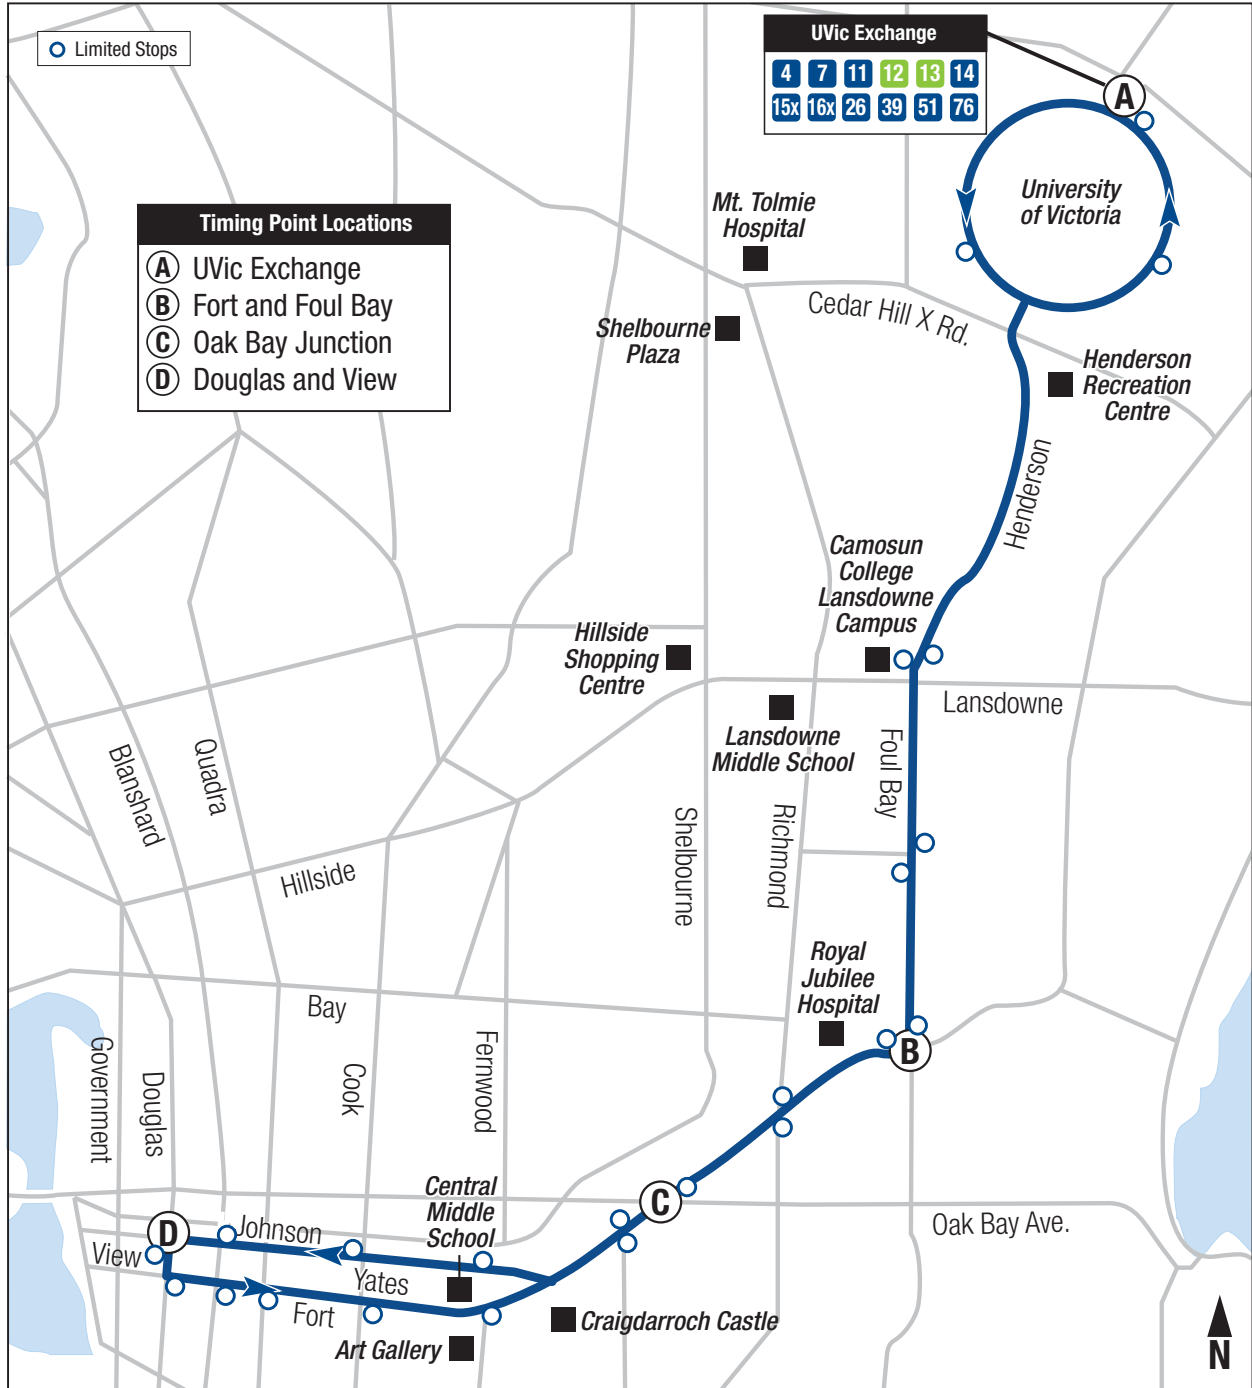 Limited Stops
UVic Exchange
4 7 11 12 13 14
15x 16x 26 39 51 76
A
University
of Victoria
Mt. Tolmie
Hospital
Timing Point Locations
A UVic Exchange
B Fort and Foul Bay
C Oak Bay Junction
D Douglas and View
Cedar Hill X Rd.
Shelbourne
Plaza
Henderson
Recreation
Centre
Henderson
Camosun
College
Lansdowne
Campus
Hillside
Shopping
Centre
Lansdowne
Lansdowne
Middle School
Foul Bay
Quadra
Blanshard
Shelbourne
Richmond
Hillside
Royal
Jubilee
Hospital
Bay
B
Government
Douglas
Cook
Fernwood
Central
Middle
School
C
Oak Bay Ave.
D
Johnson
View
Yates
Fort
Craigdarroch Castle
Art Gallery
N